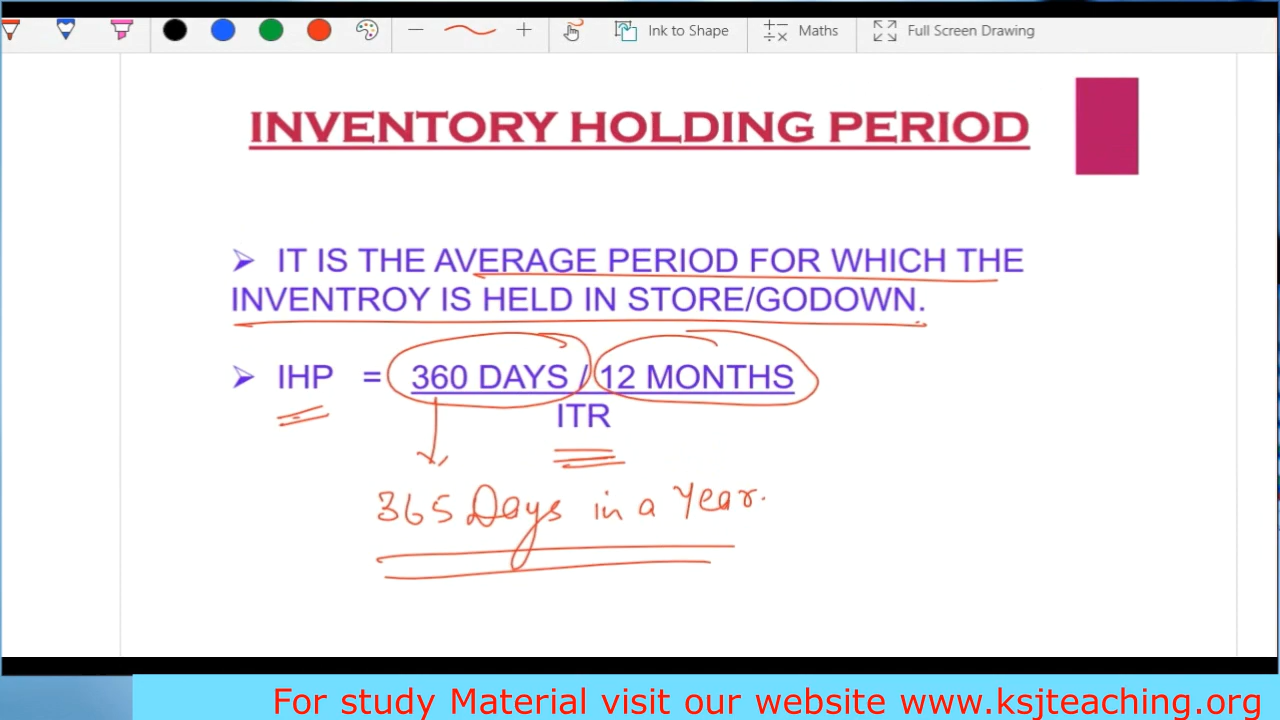 Ink to Shape
Maths
Full Screen Drawing
INVENTORY HOLDING PERIOD
➢ IT IS THE AVERAGE PERIOD FOR WHICH THE
INVENTROY IS HELD IN STORE/GODOWN.
➢ IHP = 360 DAYS / 12 MONTHS
ITR
365 Days in a Year.
For study Material visit our website www.ksjteaching.org